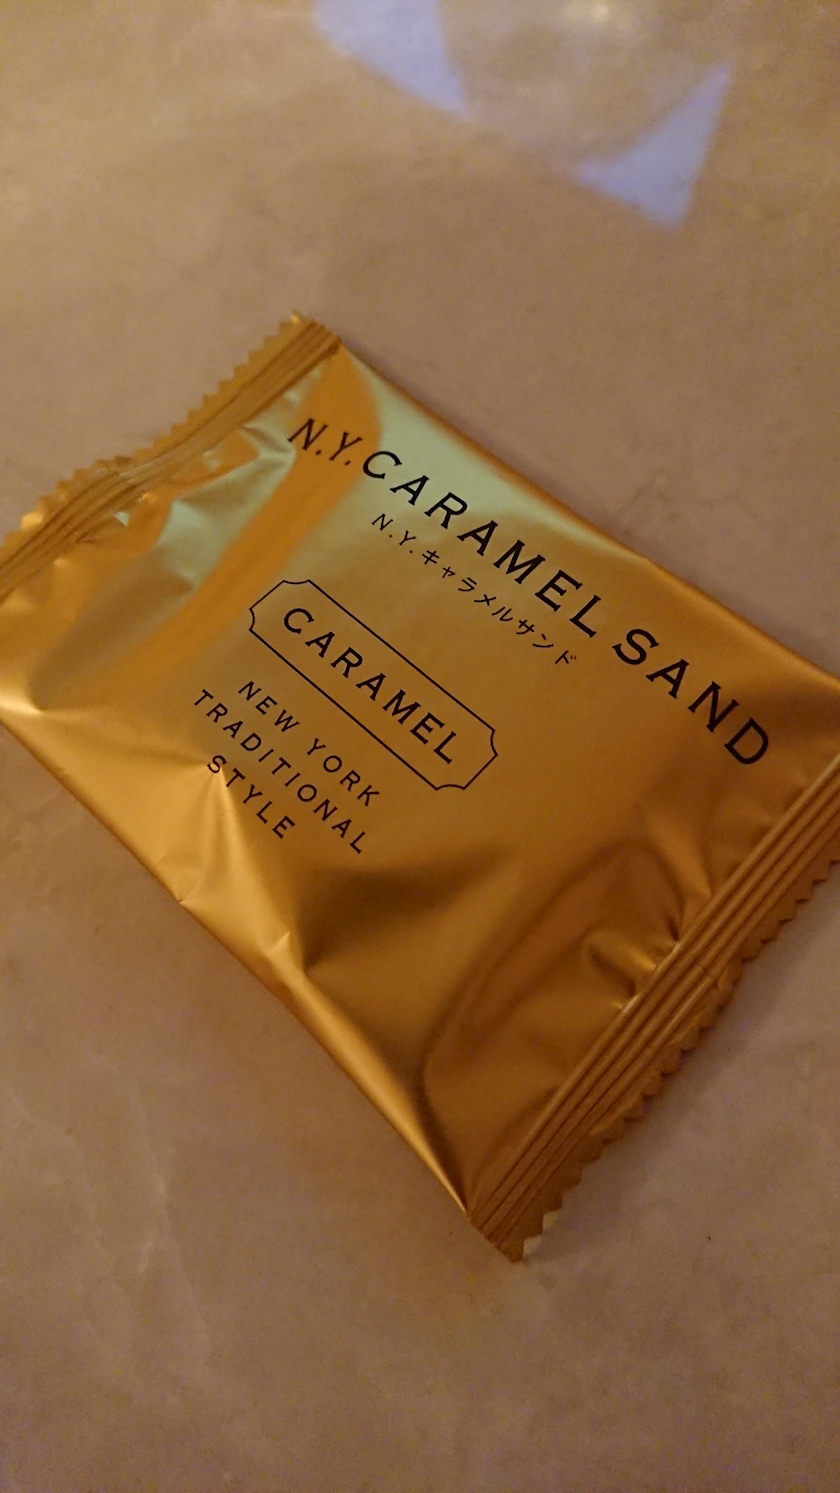 N.Y. CARAMEL SAND
N.Y.キャラメルサンド
CARAMEL
NEW YORK
TRADITIONAL
STYLE